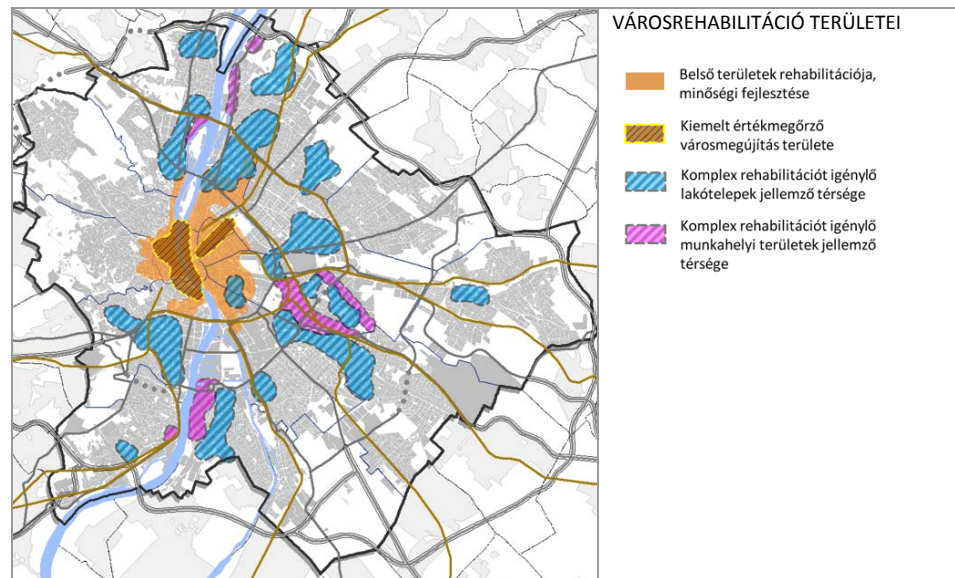 VÁROSREHABILITÁCIÓ TERÜLETEI
Belső területek rehabilitációja,
minőségi fejlesztése
Kiemelt értékmegőrző
városmegújítás területe
Komplex rehabilitációt igénylő
lakótelepek jellemző térsége
Komplex rehabilitációt igénylő
munkahelyi területek jellemző
térsége